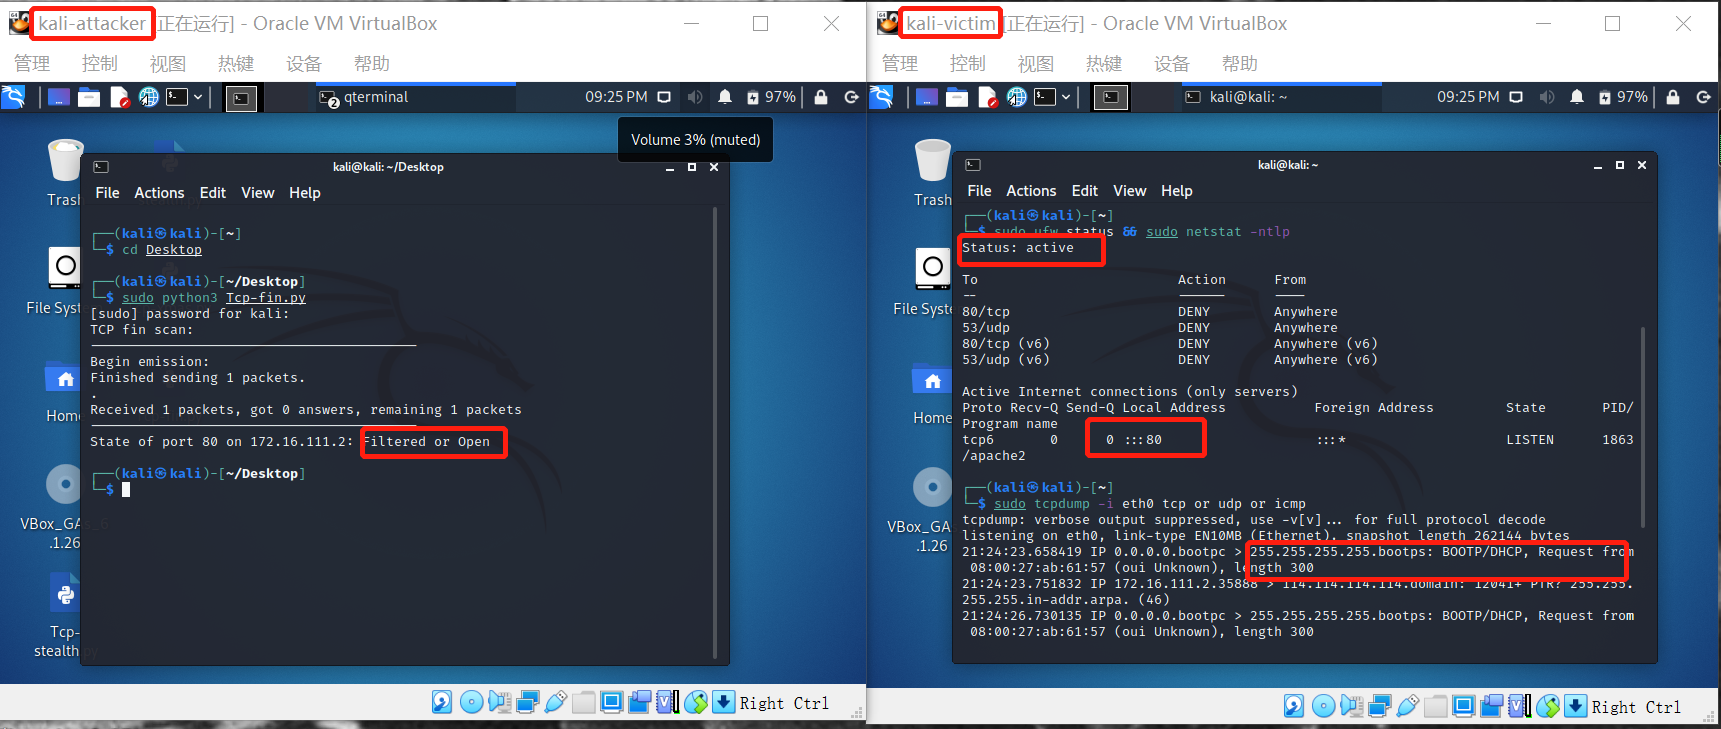 kali-attacker [正在运行] - Oracle VM VirtualBox
管理 控制 视图 热键 设备 帮助
qterminal 09:25 PM 97%
Volume 3% (muted)
Trash
File Syste
Home
VBox_GAs_6
.1.26
Tcp-
stealth.py
kali@kali: ~/Desktop
File Actions Edit View Help
┌──(kali㉿kali)-[~]
└─$ cd Desktop
┌──(kali㉿kali)-[~/Desktop]
└─$ sudo python3 Tcp-fin.py
[sudo] password for kali:
TCP fin scan:
Begin emission:
Finished sending 1 packets.
.
Received 1 packets, got 0 answers, remaining 1 packets
State of port 80 on 172.16.111.2: Filtered or Open
┌──(kali㉿kali)-[~/Desktop]
└─$
Right Ctrl
kali-victim [正在运行] - Oracle VM VirtualBox
管理 控制 视图 热键 设备 帮助
kali@kali: ~ 09:25 PM 97%
Trash
File Syste
Home
VBox_GA
.1.26
kali@kali: ~
File Actions Edit View Help
┌──(kali㉿kali)-[~]
└─$ sudo ufw status && sudo netstat -ntlp
Status: active
To Action From
-- ------ ----
80/tcp DENY Anywhere
53/udp DENY Anywhere
80/tcp (v6) DENY Anywhere (v6)
53/udp (v6) DENY Anywhere (v6)
Active Internet connections (only servers)
Proto Recv-Q Send-Q Local Address Foreign Address State PID/
Program name
tcp6 0 0 :::80 :::* LISTEN 1863
/apache2
┌──(kali㉿kali)-[~]
└─$ sudo tcpdump -i eth0 tcp or udp or icmp
tcpdump: verbose output suppressed, use -v[v]... for full protocol decode
listening on eth0, link-type EN10MB (Ethernet), snapshot length 262144 bytes
21:24:23.658419 IP 0.0.0.0.bootpc > 255.255.255.255.bootps: BOOTP/DHCP, Request from
08:00:27:ab:61:57 (oui Unknown), length 300
21:24:23.751832 IP 172.16.111.2.35888 > 114.114.114.114.domain: 12041+ PTR? 255.255.
255.255.in-addr.arpa. (46)
21:24:26.730135 IP 0.0.0.0.bootpc > 255.255.255.255.bootps: BOOTP/DHCP, Request from
08:00:27:ab:61:57 (oui Unknown), length 300
Right Ctrl